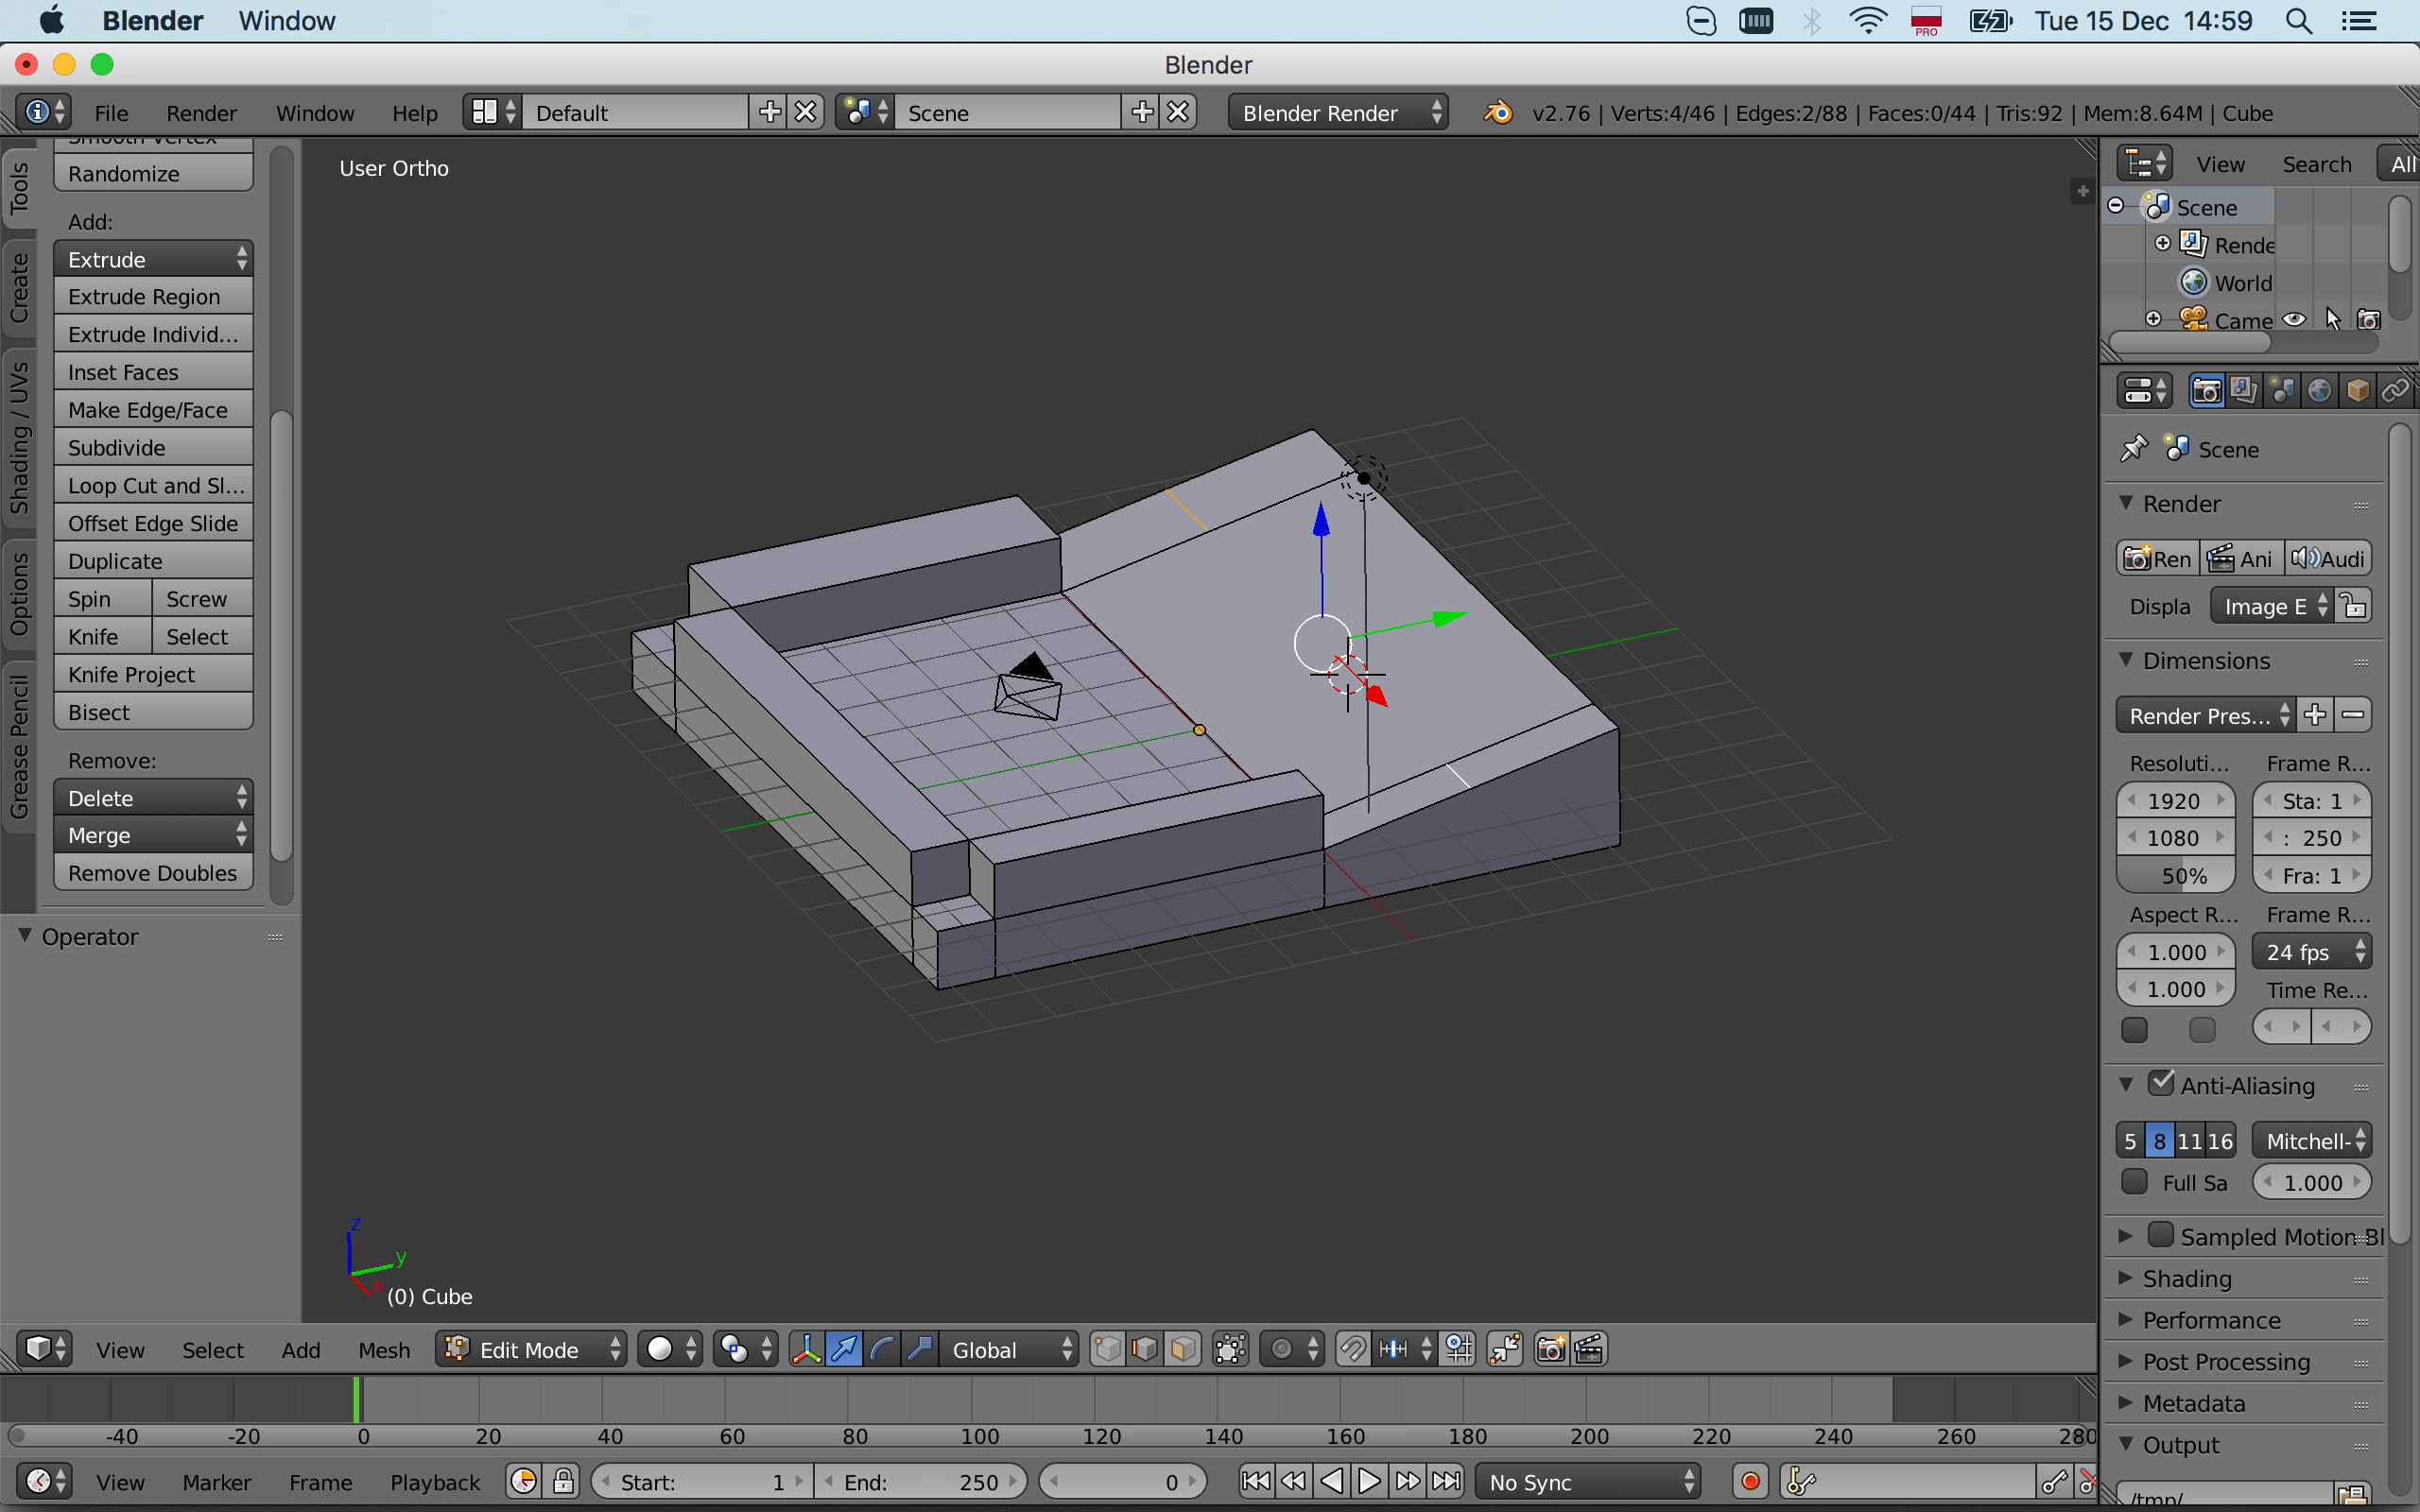 Blender Window PRO Tue 15 Dec 14:59
Blender
File Render Window Help Default Scene Blender Render v2.76 | Verts:4/46 | Edges:2/88 | Faces:0/44 | Tris:92 | Mem:8.64M | Cube
Tools
Create
Shading / UVs
Options
Grease Pencil
Smooth Vertex
Randomize
Add:
Extrude
Extrude Region
Extrude Individ...
Inset Faces
Make Edge/Face
Subdivide
Loop Cut and Sl...
Offset Edge Slide
Duplicate
Spin Screw
Knife Select
Knife Project
Bisect
Remove:
Delete
Merge
Remove Doubles
Operator
User Ortho
z
y
x
(0) Cube
View Search All
Scene
Rende
World
Came
Scene
Render
Ren Ani Audi
Displa Image E
Dimensions
Render Pres...
Resoluti... Frame R...
1920 Sta: 1
1080 : 250
50% Fra: 1
Aspect R... Frame R...
1.000 24 fps
1.000 Time Re...
Anti-Aliasing
5 8 11 16 Mitchell-
Full Sa 1.000
Sampled Motion Bl
Shading
Performance
Post Processing
Metadata
Output
/tmp/
View Select Add Mesh Edit Mode Global
-40 -20 0 20 40 60 80 100 120 140 160 180 200 220 240 260 280
View Marker Frame Playback Start: 1 End: 250 0 No Sync